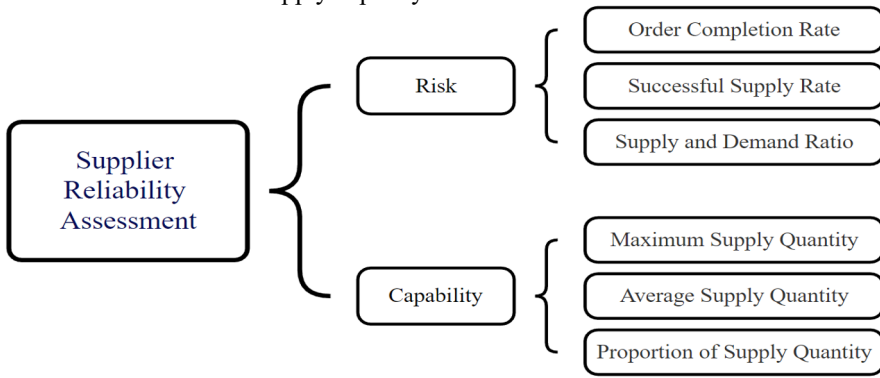 Supplier
Reliability
Assessment
Risk
Order Completion Rate
Successful Supply Rate
Supply and Demand Ratio
Capability
Maximum Supply Quantity
Average Supply Quantity
Proportion of Supply Quantity